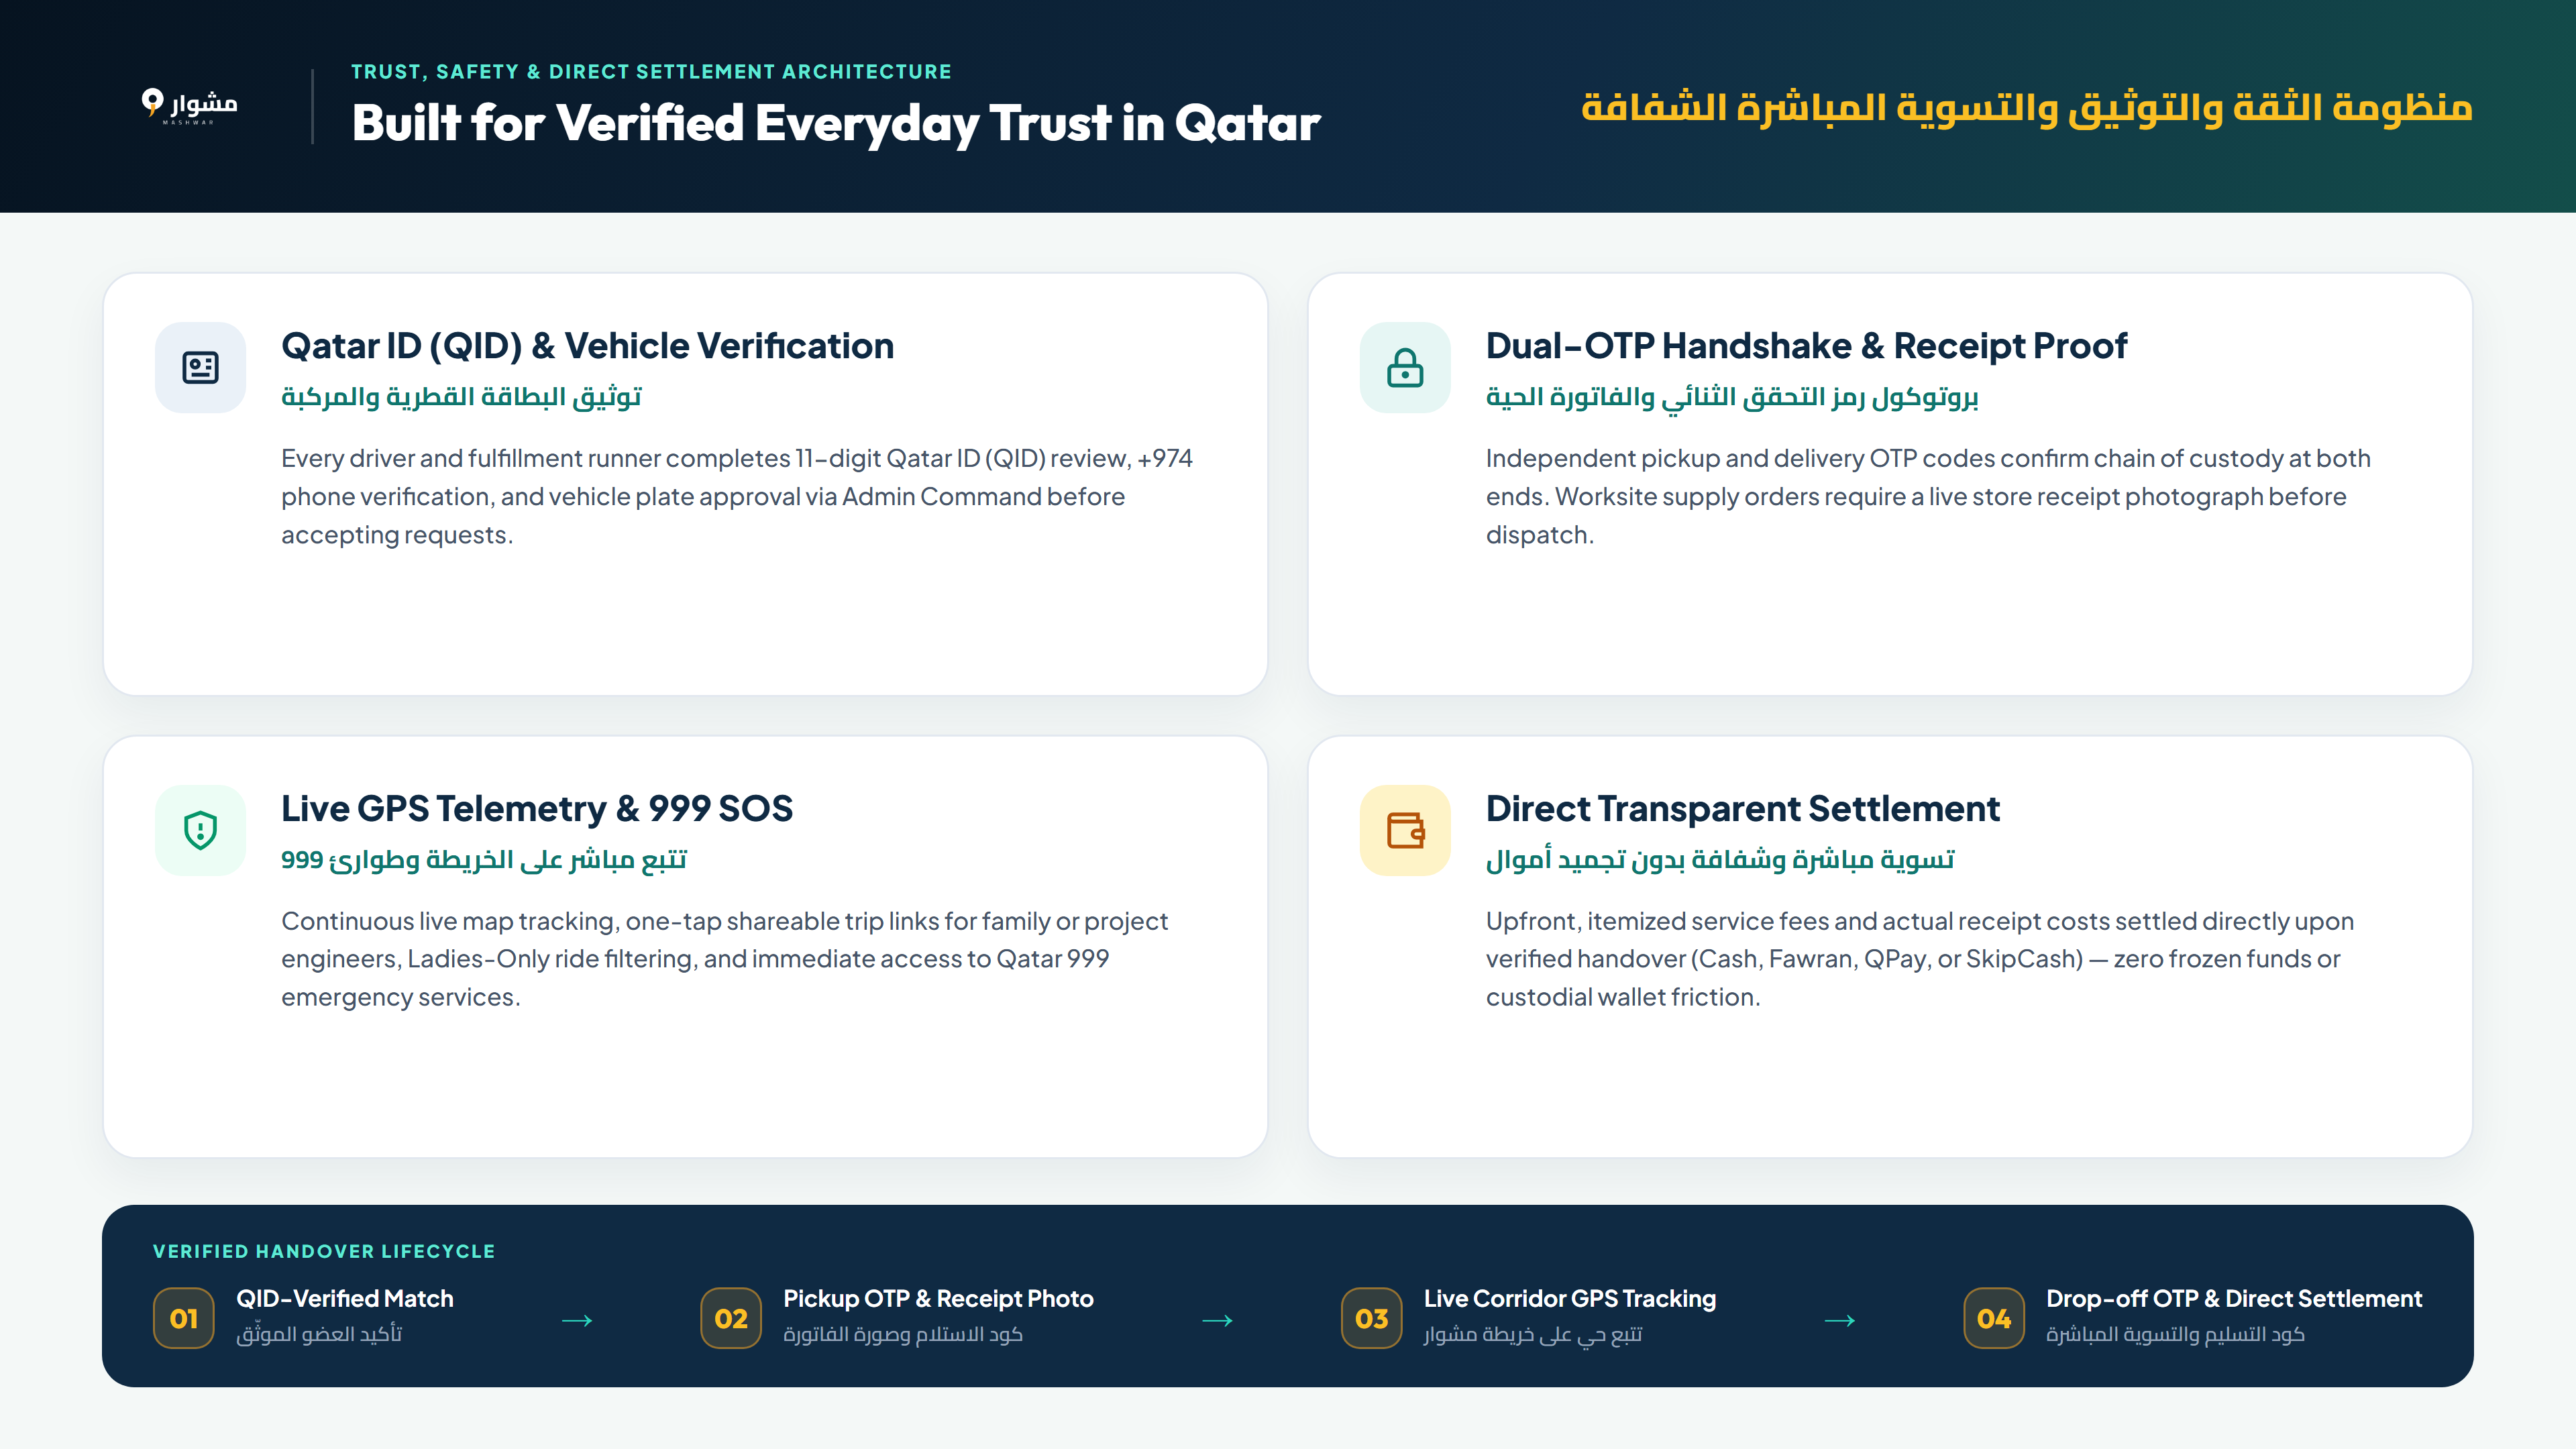 مشوار
MASHWAR
TRUST, SAFETY & DIRECT SETTLEMENT ARCHITECTURE
Built for Verified Everyday Trust in Qatar
منظومة الثقة والتوثيق والتسوية المباشرة الشفافة
Qatar ID (QID) & Vehicle Verification
توثيق البطاقة القطرية والمركبة
Every driver and fulfillment runner completes 11-digit Qatar ID (QID) review, +974
phone verification, and vehicle plate approval via Admin Command before
accepting requests.
Dual-OTP Handshake & Receipt Proof
بروتوكول رمز التحقق الثنائي والفاتورة الحية
Independent pickup and delivery OTP codes confirm chain of custody at both
ends. Worksite supply orders require a live store receipt photograph before
dispatch.
Live GPS Telemetry & 999 SOS
تتبع مباشر على الخريطة وطوارئ 999
Continuous live map tracking, one-tap shareable trip links for family or project
engineers, Ladies-Only ride filtering, and immediate access to Qatar 999
emergency services.
Direct Transparent Settlement
تسوية مباشرة وشفافة بدون تجميد أموال
Upfront, itemized service fees and actual receipt costs settled directly upon
verified handover (Cash, Fawran, QPay, or SkipCash) — zero frozen funds or
custodial wallet friction.
VERIFIED HANDOVER LIFECYCLE
01
QID-Verified Match
تأكيد العضو الموثّق
→
02
Pickup OTP & Receipt Photo
كود الاستلام وصورة الفاتورة
→
03
Live Corridor GPS Tracking
تتبع حي على خريطة مشوار
→
04
Drop-off OTP & Direct Settlement
كود التسليم والتسوية المباشرة